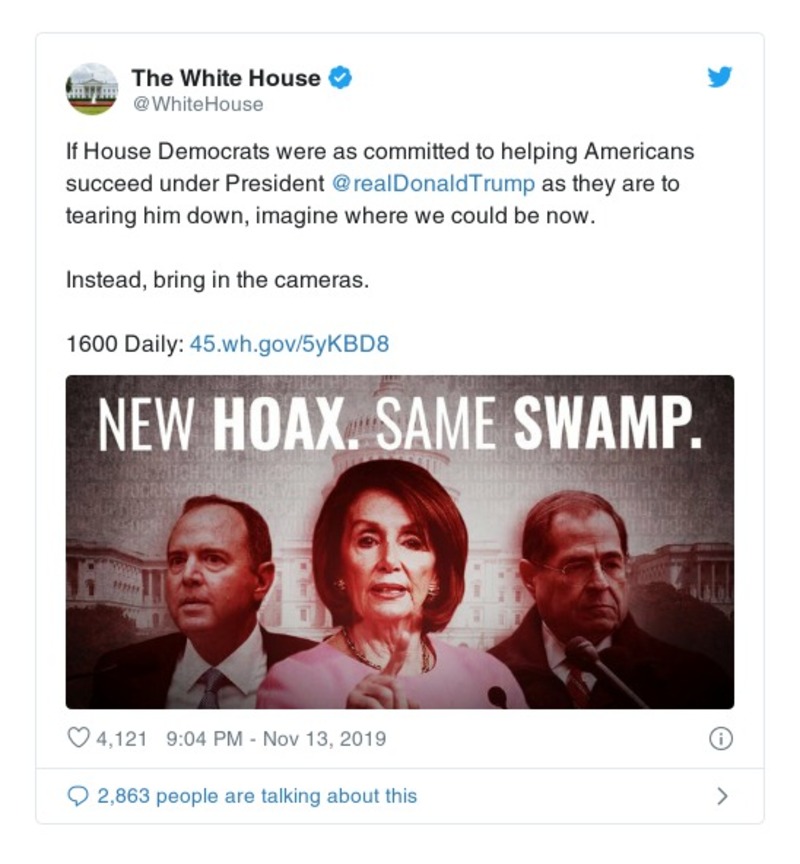 The White House
@WhiteHouse
If House Democrats were as committed to helping Americans
succeed under President @realDonaldTrump as they are to
tearing him down, imagine where we could be now.
Instead, bring in the cameras.
1600 Daily: 45.wh.gov/5yKBD8
NEW HOAX. SAME SWAMP.
4,121 9:04 PM - Nov 13, 2019
2,863 people are talking about this